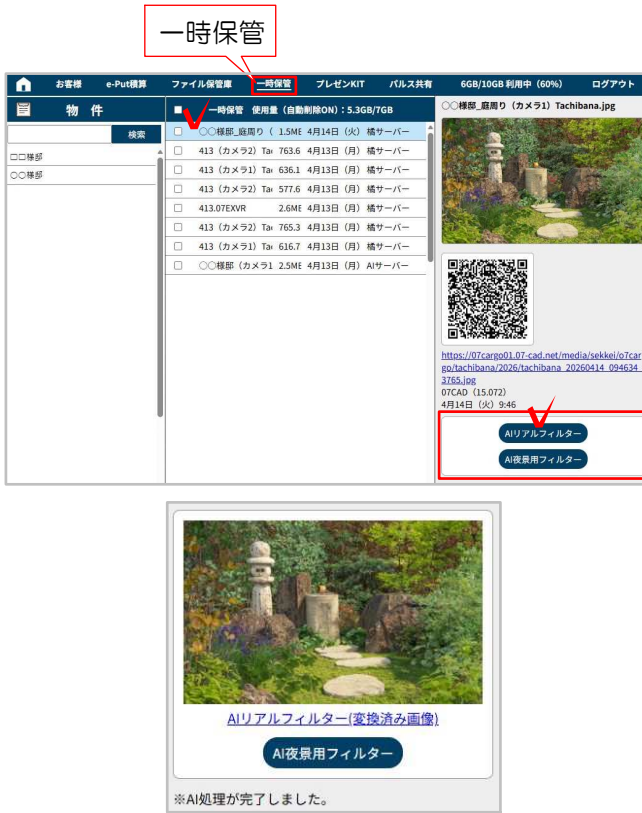 一時保管
お客様 e-Put積算 ファイル保管庫 一時保管 プレゼンKIT パルス共有 6GB/10GB 利用中（60%） ログアウト
物 件
検索
□□様邸
○○様邸
一時保管 使用量（自動削除ON）: 5.3GB/7GB
○○様邸_庭周り（ 1.5ME 4月14日（火） 橘サーバー
413（カメラ2）Tac 763.6 4月13日（月） 橘サーバー
413（カメラ1）Tac 636.1 4月13日（月） 橘サーバー
413（カメラ2）Tac 577.6 4月13日（月） 橘サーバー
413.07EXVR 2.6ME 4月13日（月） 橘サーバー
413（カメラ2）Tac 765.3 4月13日（月） 橘サーバー
413（カメラ1）Tac 616.7 4月13日（月） 橘サーバー
○○様邸（カメラ1 2.5ME 4月13日（月） AIサーバー
○○様邸_庭周り（カメラ1）Tachibana.jpg
https://07cargo01.07-cad.net/media/sekkei/o7car
go/tachibana/2026/tachibana_20260414_094634_
3765.jpg
07CAD（15.072）
4月14日（火）9:46
AIリアルフィルター
AI夜景用フィルター
AIリアルフィルター(変換済み画像)
AI夜景用フィルター
※AI処理が完了しました。